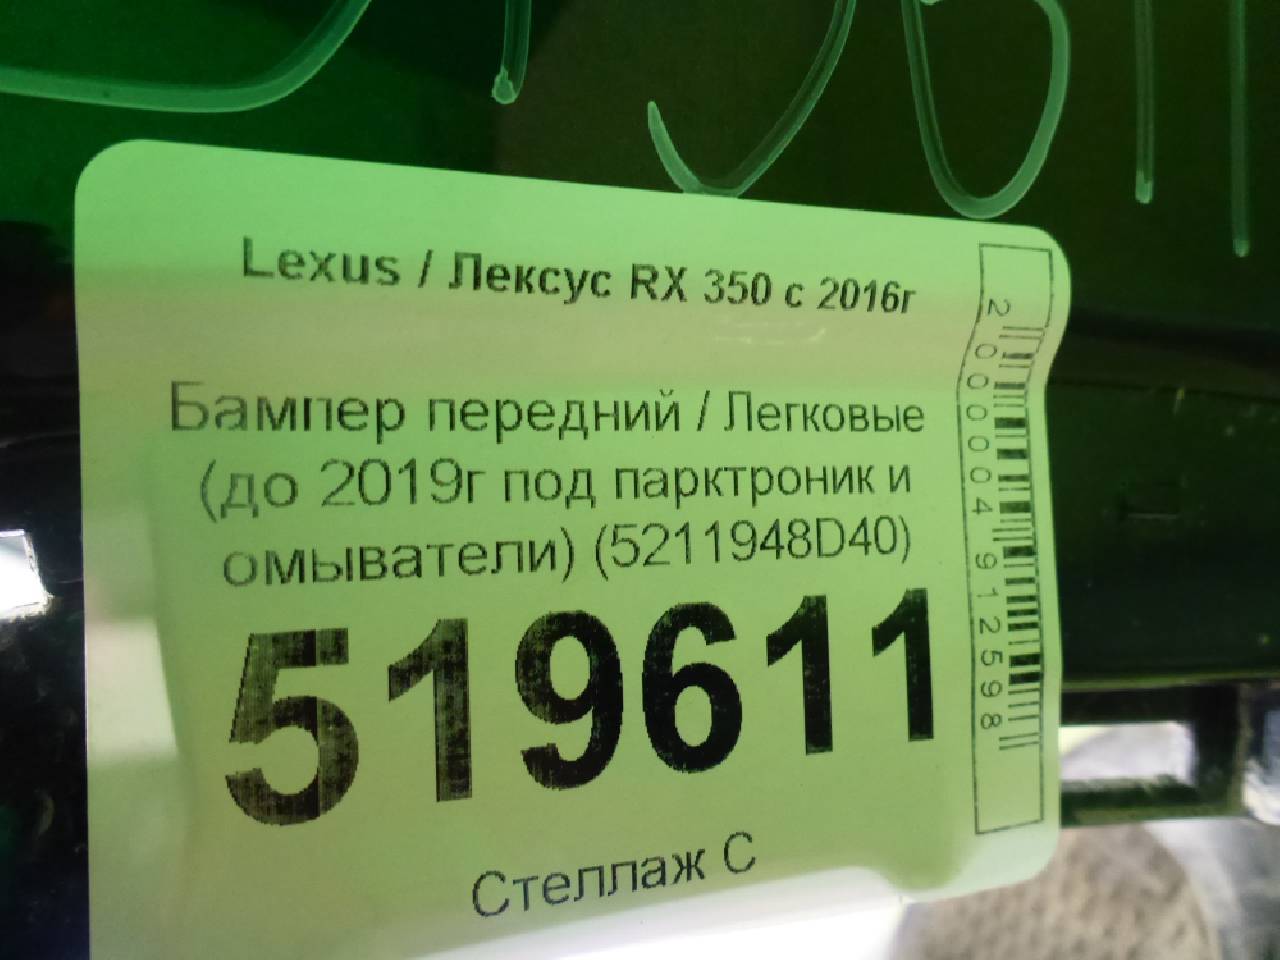 Lexus / Лексус RX 350 с 2016г
Бампер передний / Легковые
(до 2019г под парктроник и
омыватели) (5211948D40)
519611
Стеллаж С
2000004912598